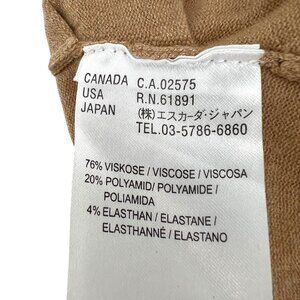 CANADA C.A.02575
USA R.N.61891
JAPAN (株)エスカーダ・ジャパン
TEL.03-5786-6860
76% VISKOSE / VISCOSE / VISCOSA
20% POLYAMID/ POLYAMIDE /
POLIAMIDA
4% ELASTHAN / ELASTANE /
ELASTHANNÉ / ELASTANO